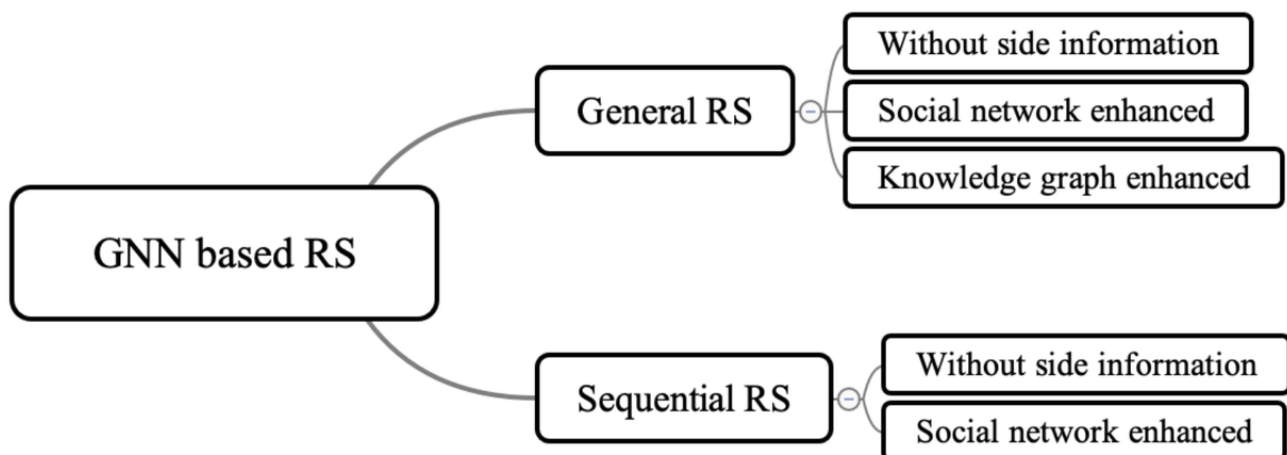 GNN based RS
General RS
Without side information
Social network enhanced
Knowledge graph enhanced
Sequential RS
Without side information
Social network enhanced